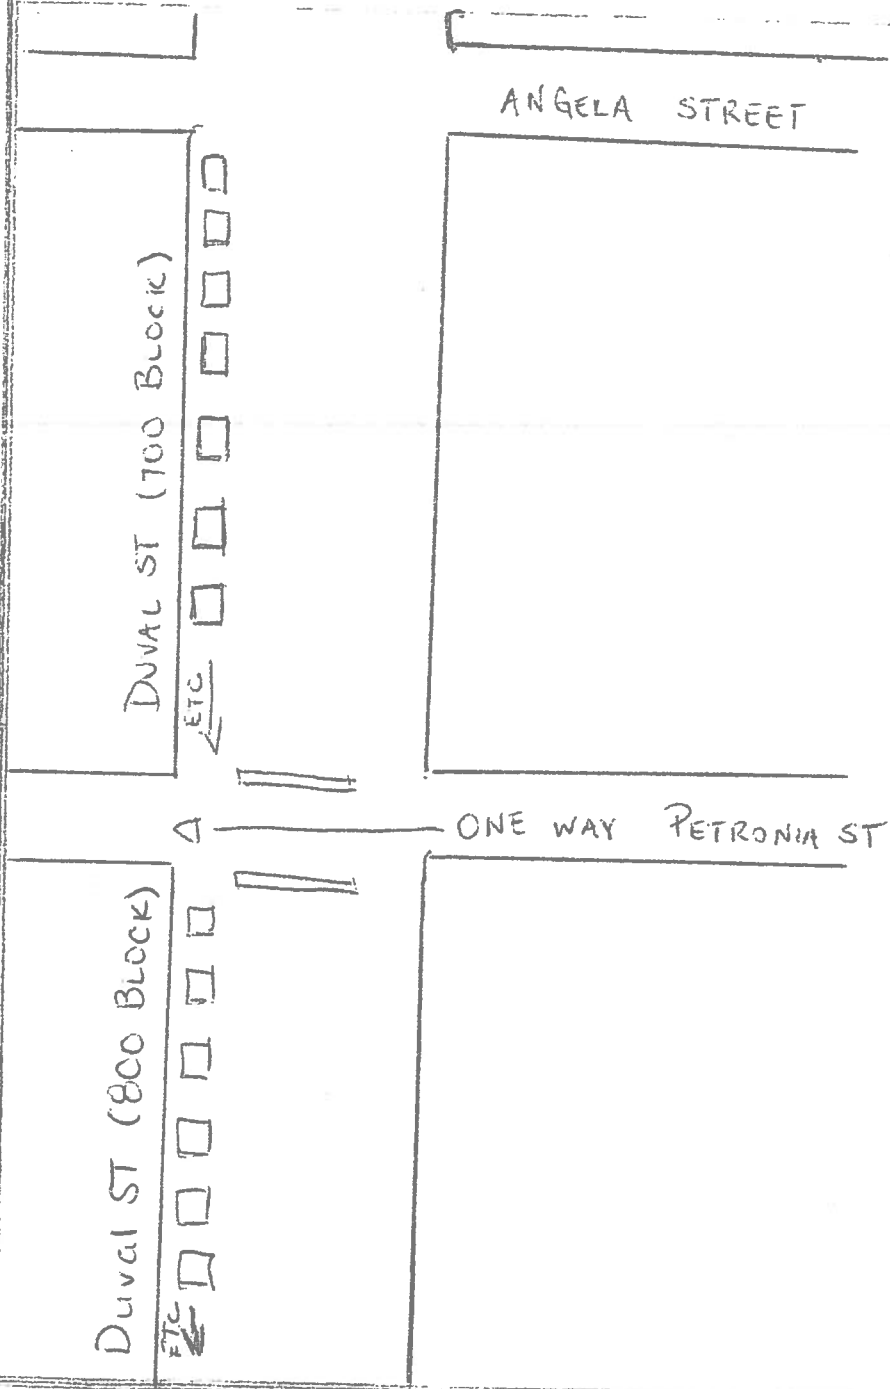 ANGELA STREET
DUVAL ST (700 BLOCK)
ETC
ONE WAY PETRONIA ST
Duval ST (800 BLOCK)
ETC